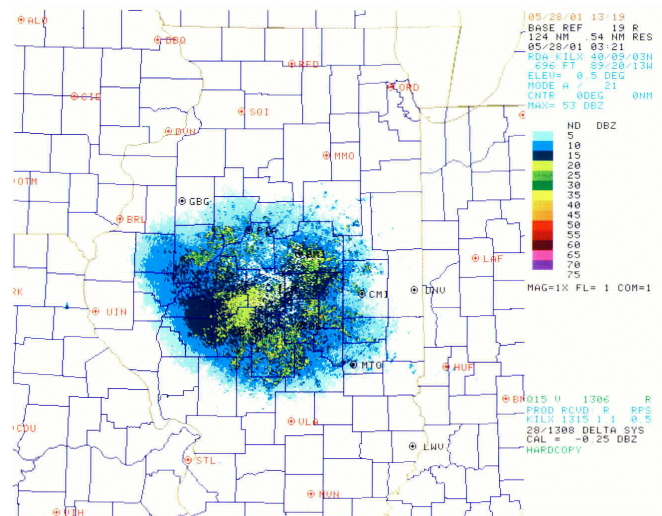 05/28/01 13:19
BASE REF 19 R
124 NM .54 NM RES
05/28/01 03:21
RDA:KILX 40/09/03N
696 FT 89/20/13W
ELEV= 0.5 DEG
MODE A / 21
CNTR 0DEG 0NM
MAX= 53 DBZ
ND DBZ
5
10
15
20
25
30
35
40
45
50
55
60
65
70
75
MAG=1X FL= 1 COM=1
ALO
DBQ
RFD
ORD
CID
SQI
MMO
OTM
GBG
BRL
LAF
CMI
DNV
UIN
MTO
HUF
VLA
COU
STL
LWV
MVN
VIH
015 V 1306 R
PROD RCVD R RPS
KILX 1315 1 1 0.5
28/1308 DELTA SYS
CAL = -0.25 DBZ
HARDCOPY